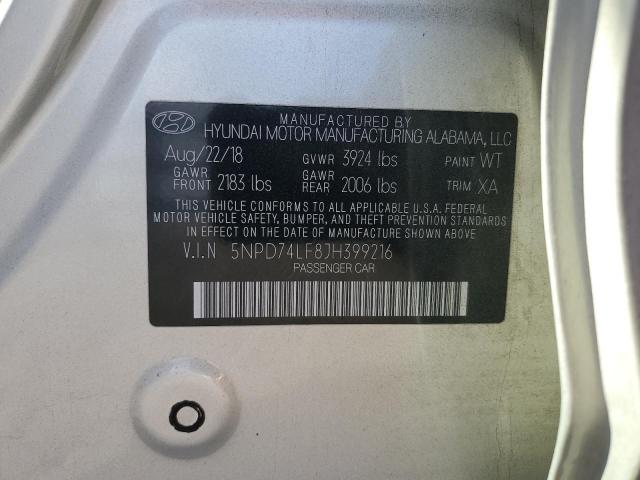 MANUFACTURED BY
HYUNDAI MOTOR MANUFACTURING ALABAMA, LLC
Aug/22/18 GVWR 3924 lbs PAINT WT
GAWR FRONT 2183 lbs GAWR REAR 2006 lbs TRIM XA
THIS VEHICLE CONFORMS TO ALL APPLICABLE U.S.A. FEDERAL
MOTOR VEHICLE SAFETY, BUMPER, AND THEFT PREVENTION STANDARDS
IN EFFECT ON THE DATE OF MANUFACTURE SHOWN ABOVE.
V.I.N 5NPD74LF8JH399216
PASSENGER CAR